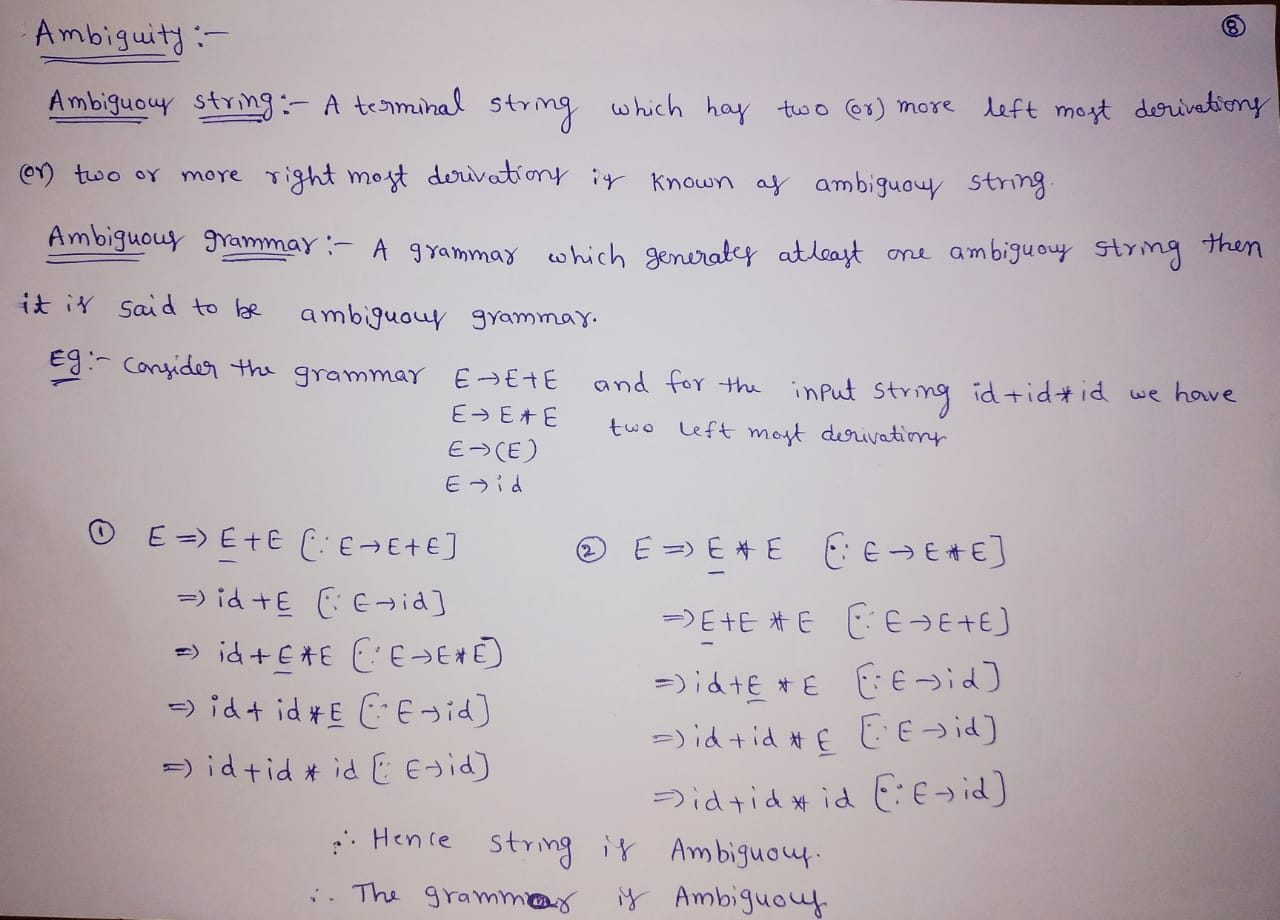 Ambiguity :- ⑧
Ambiguous string :- A terminal string which has two (or) more left most derivations
(or) two or more right most derivations is known as ambiguous string.
Ambiguous grammar :- A grammar which generates atleast one ambiguous string then
it is said to be ambiguous grammar.
Eg :- Consider the grammar E→E+E and for the input string id+id*id we have
E→E*E two left most derivations
E→(E)
E→id
① E ⇒ E+E [∵ E→E+E]
⇒ id+E [∵ E→id]
⇒ id+E*E [∵ E→E*E]
⇒ id+id*E [∵ E→id]
⇒ id+id*id [∵ E→id]
② E ⇒ E*E [∵ E→E*E]
⇒ E+E*E [∵ E→E+E]
⇒ id+E*E [∵ E→id]
⇒ id+id*E [∵ E→id]
⇒ id+id*id [∵ E→id]
∴ Hence string is Ambiguous.
∴ The grammar is Ambiguous